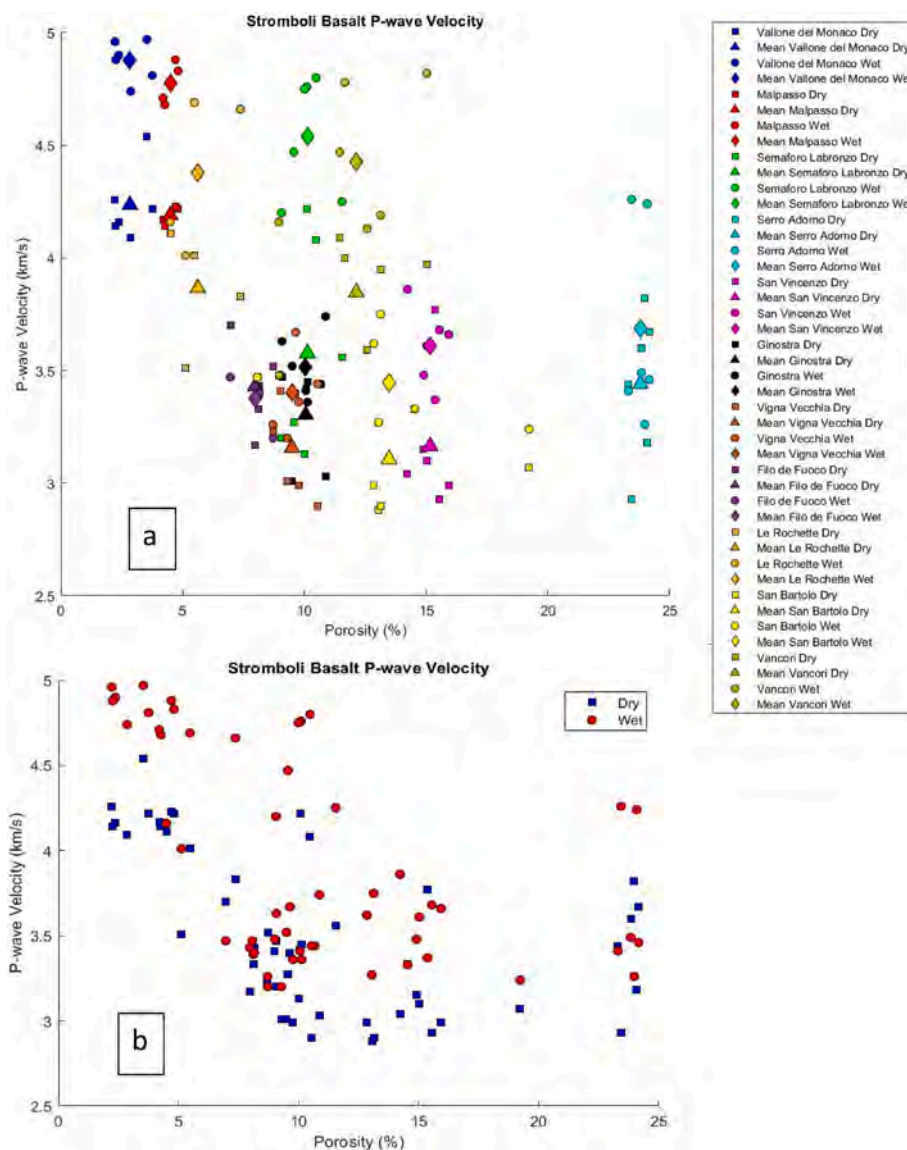 Stromboli Basalt P-wave Velocity
5
4.5
4
3.5
3
2.5
P-wave Velocity (km/s)
0
5
10
15
20
25
Porosity (%)
a
Vallone del Monaco Dry
Mean Vallone del Monaco Dry
Vallone del Monaco Wet
Mean Vallone del Monaco Wet
Malpasso Dry
Mean Malpasso Dry
Malpasso Wet
Mean Malpasso Wet
Semaforo Labronzo Dry
Mean Semaforo Labronzo Dry
Semaforo Labronzo Wet
Mean Semaforo Labronzo Wet
Serro Adorno Dry
Mean Serro Adorno Dry
Serro Adorno Wet
Mean Serro Adorno Wet
San Vincenzo Dry
Mean San Vincenzo Dry
San Vincenzo Wet
Mean San Vincenzo Wet
Ginostra Dry
Mean Ginostra Dry
Ginostra Wet
Mean Ginostra Wet
Vigna Vecchia Dry
Mean Vigna Vecchia Dry
Vigna Vecchia Wet
Mean Vigna Vecchia Wet
Filo de Fuoco Dry
Mean Filo de Fuoco Dry
Filo de Fuoco Wet
Mean Filo de Fuoco Wet
Le Rochette Dry
Mean Le Rochette Dry
Le Rochette Wet
Mean Le Rochette Wet
San Bartolo Dry
Mean San Bartolo Dry
San Bartolo Wet
Mean San Bartolo Wet
Vancori Dry
Mean Vancori Dry
Vancori Wet
Mean Vancori Wet
Stromboli Basalt P-wave Velocity
5
4.5
4
3.5
3
2.5
P-wave Velocity (km/s)
0
5
10
15
20
25
Porosity (%)
Dry
Wet
b